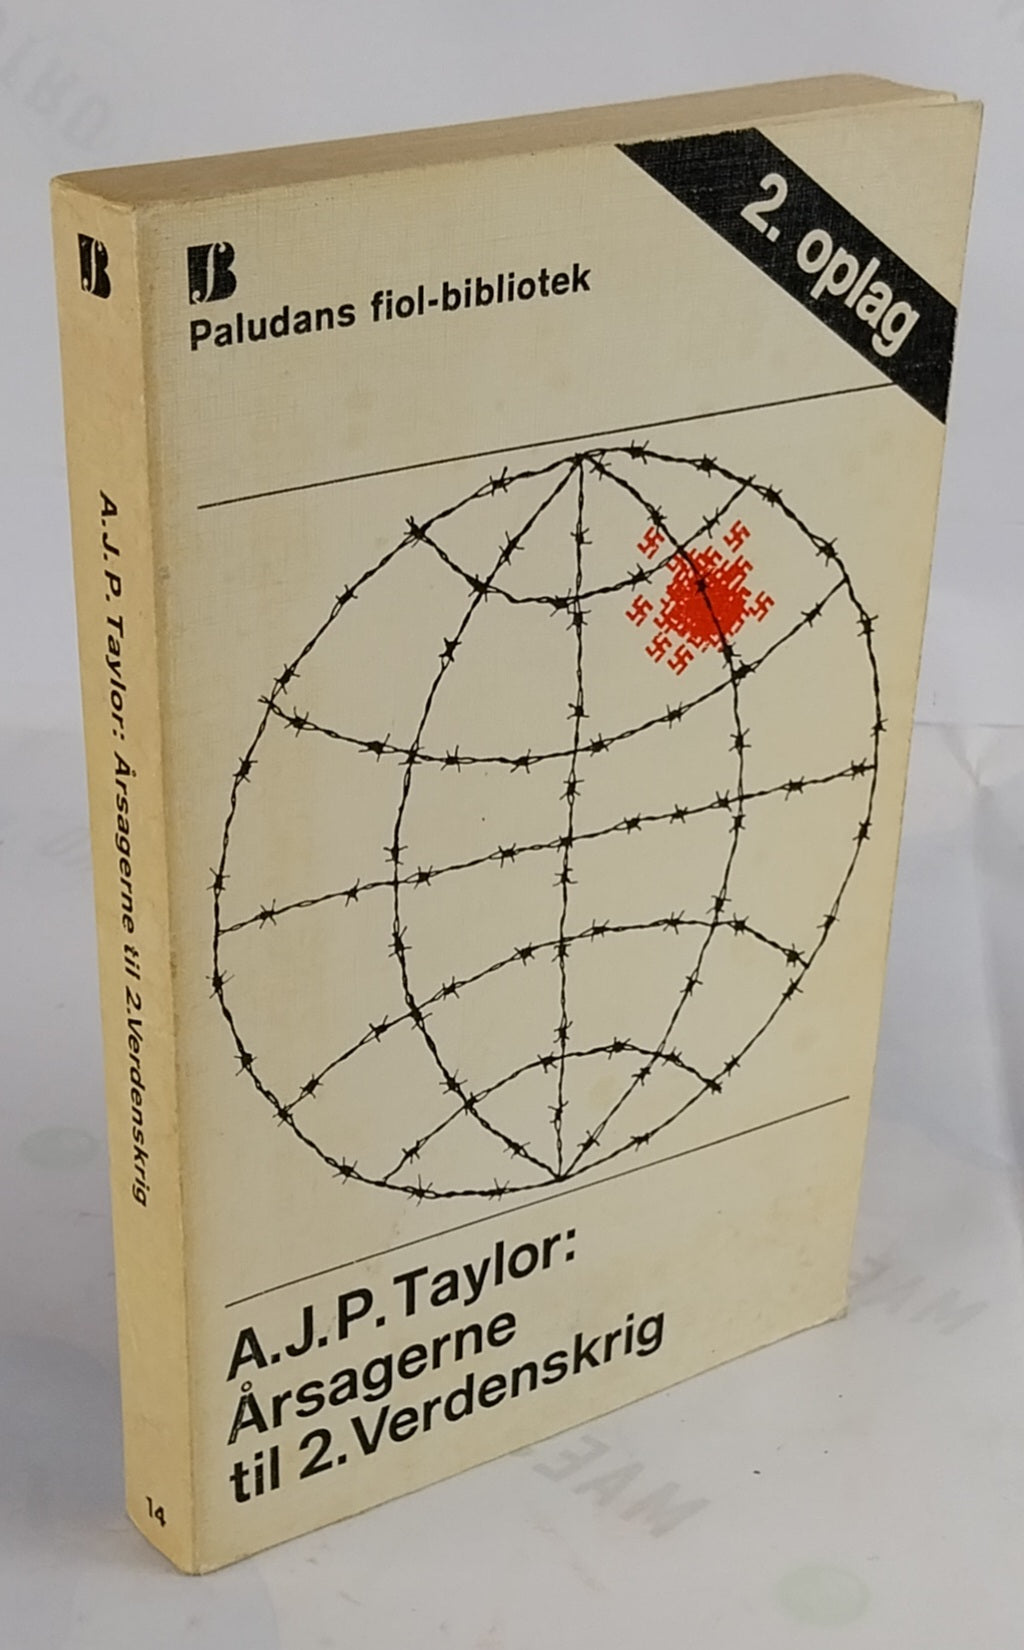 Paludans fiol-bibliotek
2. oplag
A.J.P. Taylor:
Årsagerne
til 2. Verdenskrig
A.J.P. Taylor: Årsagerne til 2. Verdenskrig
14